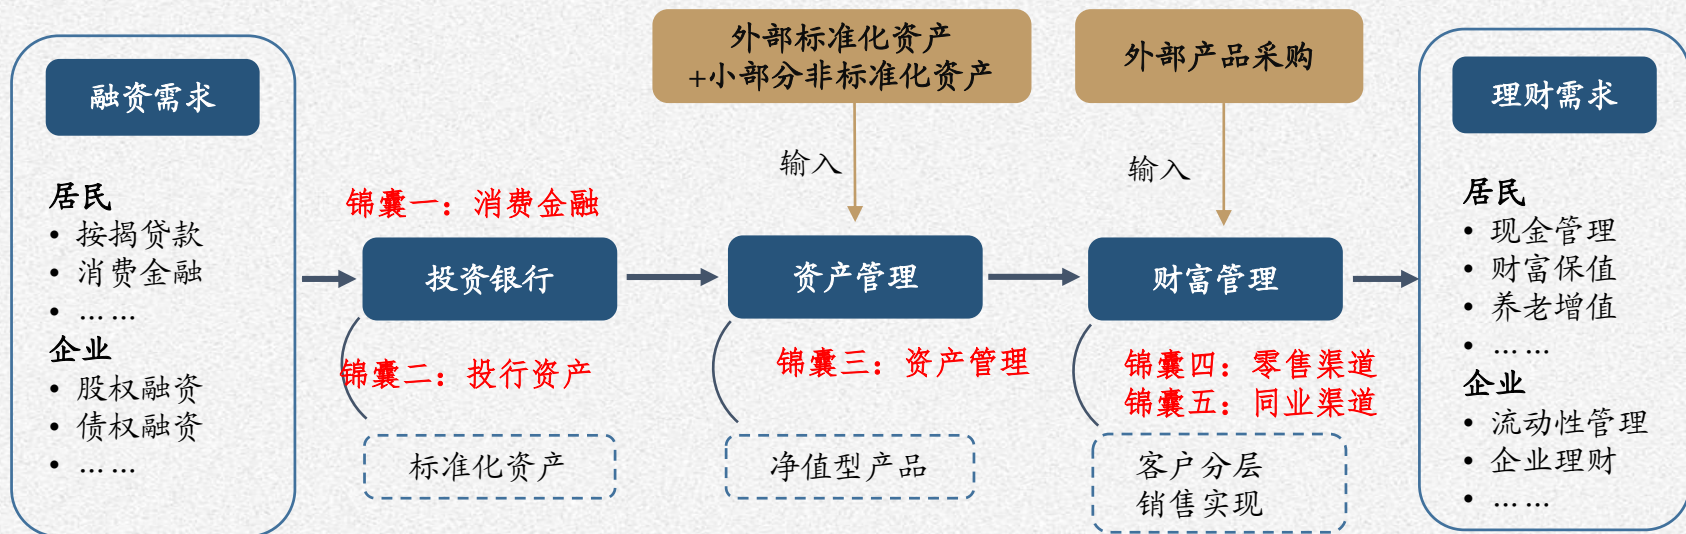 融资需求
居民
• 按揭贷款
• 消费金融
• ... ...
企业
• 股权融资
• 债权融资
• ... ...
锦囊一：消费金融
投资银行
锦囊二：投行资产
标准化资产
外部标准化资产
+小部分非标准化资产
输入
资产管理
锦囊三：资产管理
净值型产品
外部产品采购
输入
财富管理
锦囊四：零售渠道
锦囊五：同业渠道
客户分层
销售实现
理财需求
居民
• 现金管理
• 财富保值
• 养老增值
• ... ...
企业
• 流动性管理
• 企业理财
• ... ...